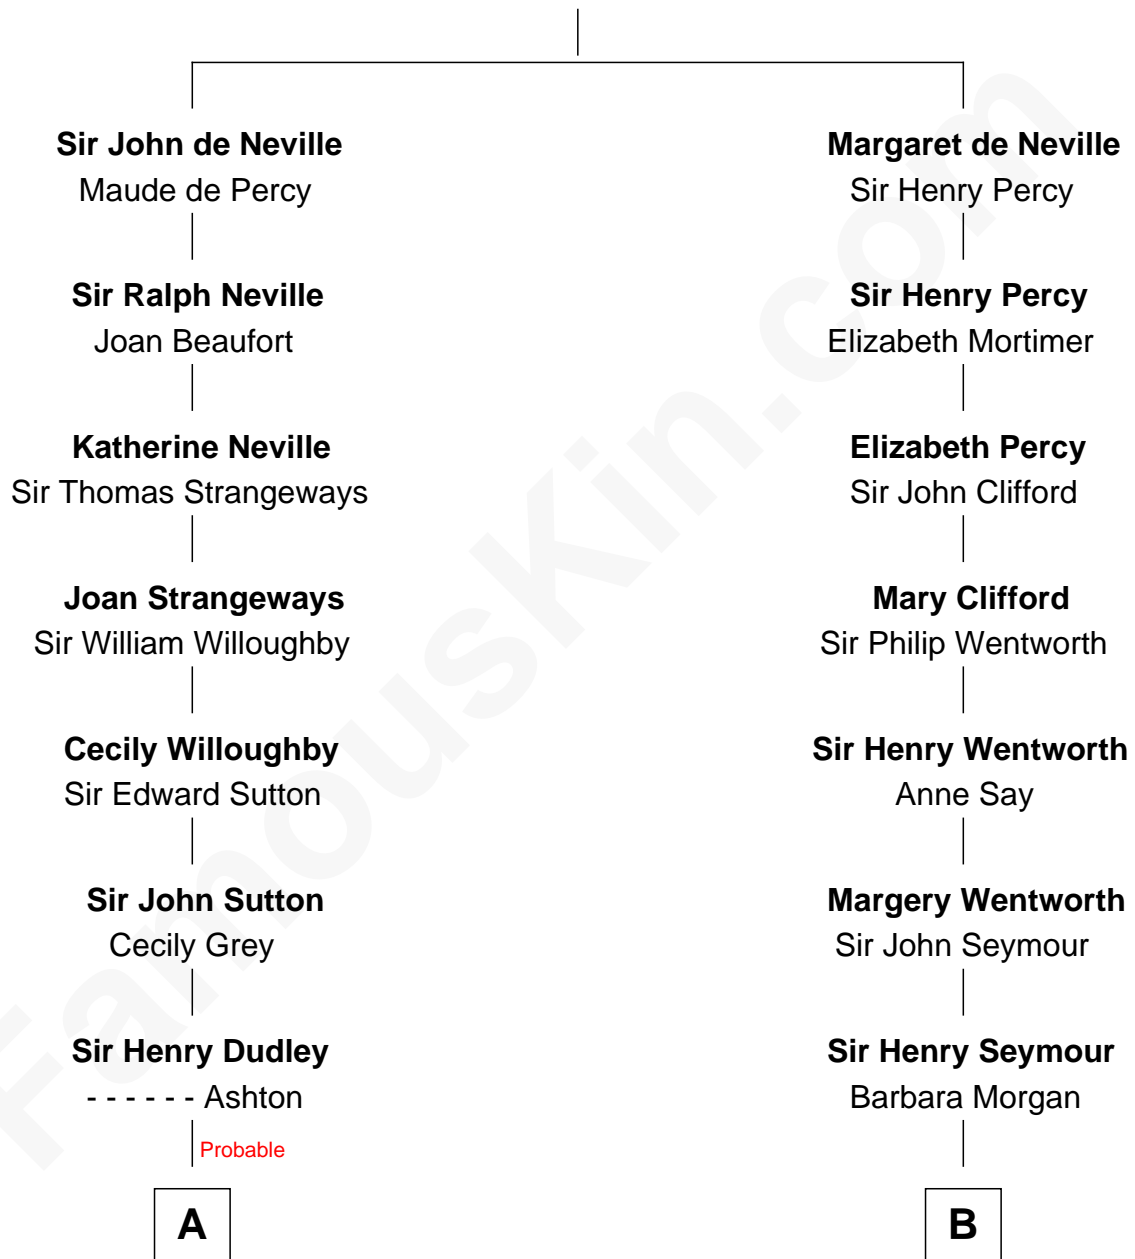 Sir John de Neville
Maude de Percy
Sir Ralph Neville
Joan Beaufort
Katherine Neville
Sir Thomas Strangeways
Joan Strangeways
Sir William Willoughby
Cecily Willoughby
Sir Edward Sutton
Sir John Sutton
Cecily Grey
Sir Henry Dudley
- - - - - - Ashton
Probable
A
Margaret de Neville
Sir Henry Percy
Sir Henry Percy
Elizabeth Mortimer
Elizabeth Percy
Sir John Clifford
Mary Clifford
Sir Philip Wentworth
Sir Henry Wentworth
Anne Say
Margery Wentworth
Sir John Seymour
Sir Henry Seymour
Barbara Morgan
B
FamousKin.com